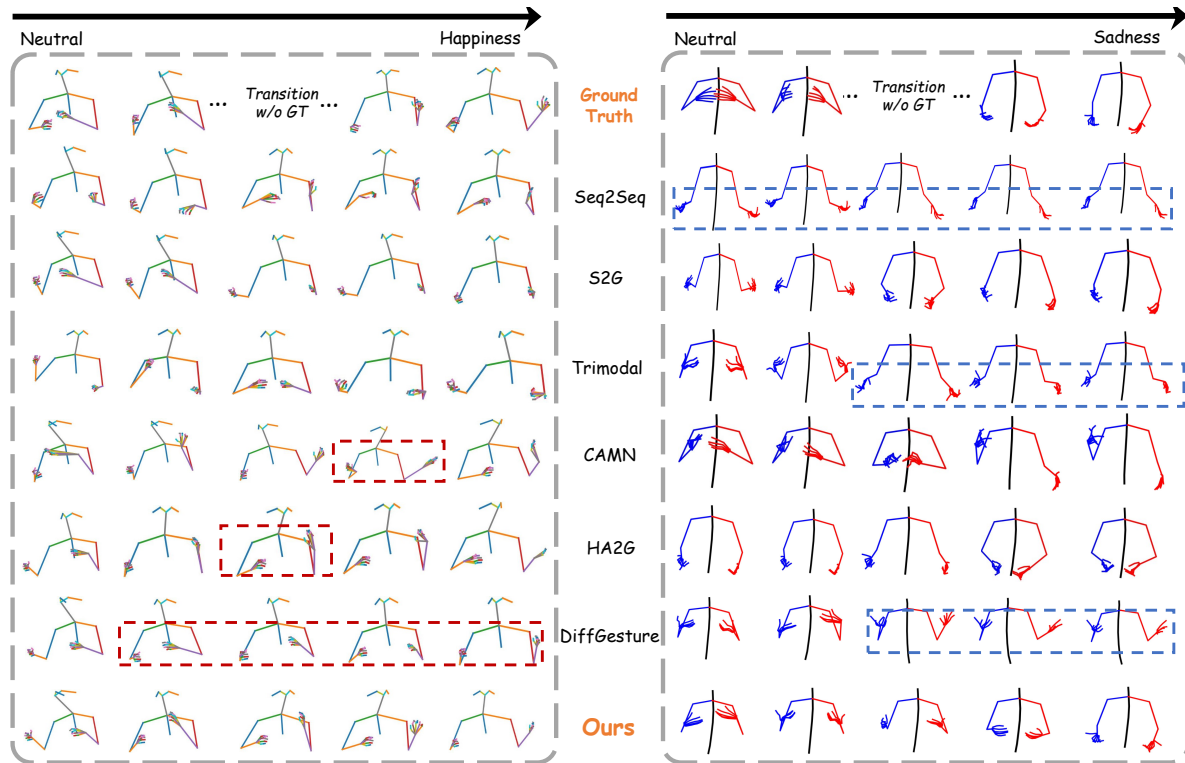 Neutral
Happiness
Neutral
Sadness
... Transition ...
w/o GT
Ground
Truth
... Transition ...
w/o GT
Seq2Seq
S2G
Trimodal
CAMN
HA2G
DiffGesture
Ours